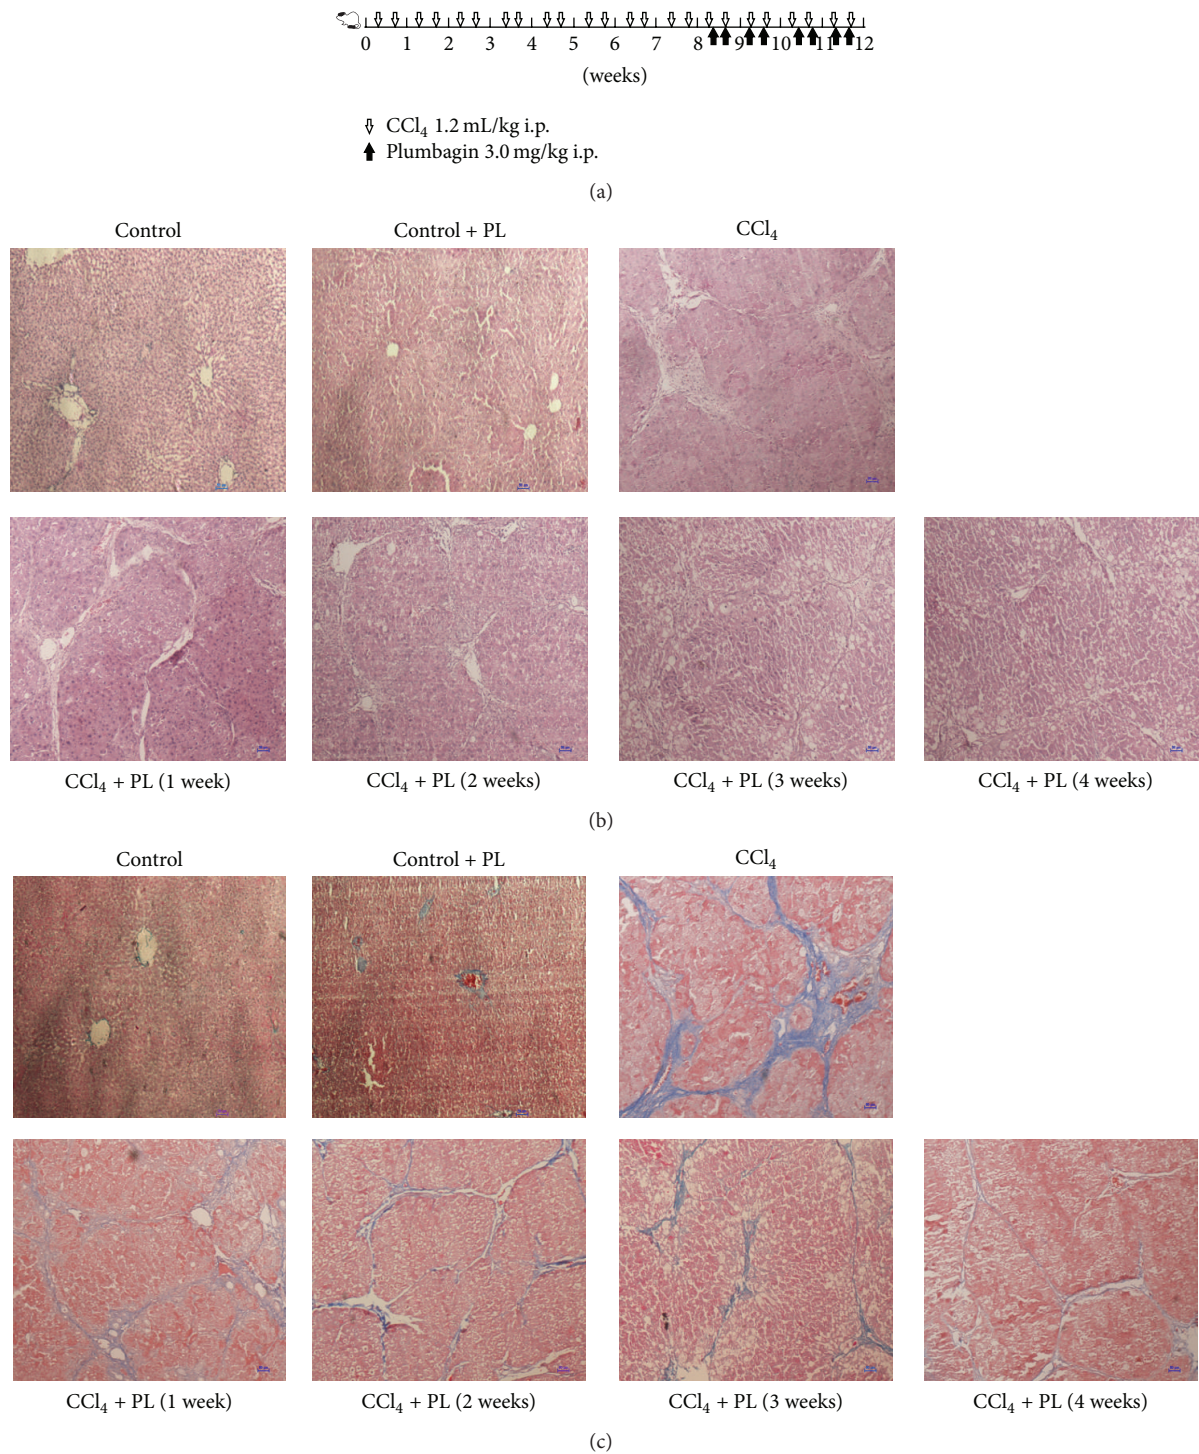 0 1 2 3 4 5 6 7 8 9 10 11 12
(weeks)
CCl₄ 1.2 mL/kg i.p.
Plumbagin 3.0 mg/kg i.p.
(a)
Control Control + PL CCl₄
CCl₄ + PL (1 week) CCl₄ + PL (2 weeks) CCl₄ + PL (3 weeks) CCl₄ + PL (4 weeks)
(b)
Control Control + PL CCl₄
CCl₄ + PL (1 week) CCl₄ + PL (2 weeks) CCl₄ + PL (3 weeks) CCl₄ + PL (4 weeks)
(c)